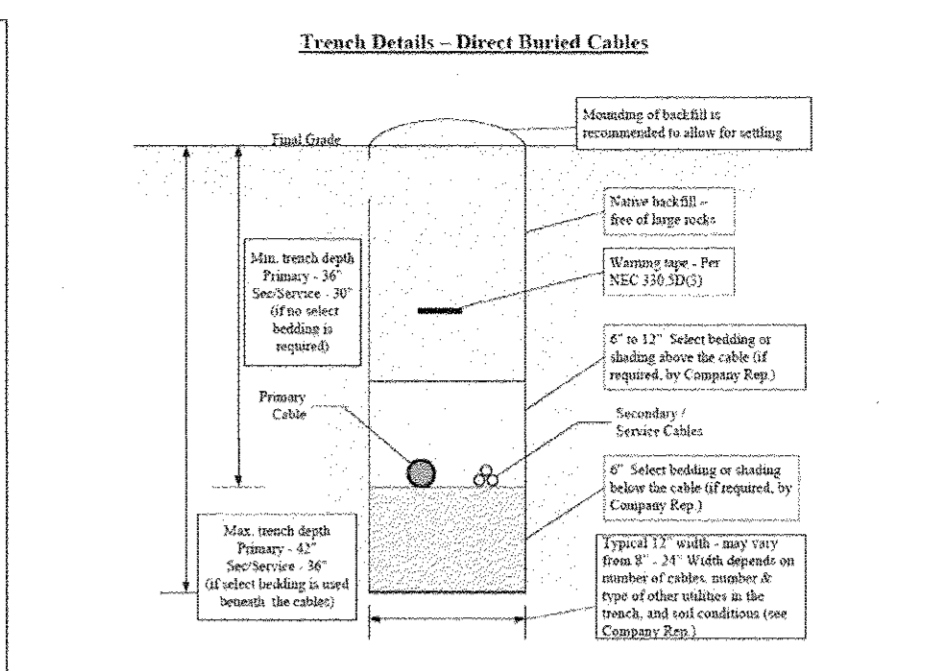 Trench Details – Direct Buried Cables
Mounding of backfill is
recommended to allow for settling
Final Grade
Native backfill –
free of large rocks
Min. trench depth
Primary - 36"
Sec/Service - 30"
(if no select
bedding is
required)
Warning tape - Per
NEC 330.5D(3)
6" to 12" Select bedding or
shading above the cable (if
required, by Company Rep.)
Primary
Cable
Secondary /
Service Cables
6" Select bedding or shading
below the cable (if required, by
Company Rep.)
Max. trench depth
Primary - 42"
Sec/Service - 36"
(if select bedding is used
beneath the cables)
Typical 12" width - may vary
from 8" - 24" Width depends on
number of cables, number &
type of other utilities in the
trench, and soil conditions (see
Company Rep.)